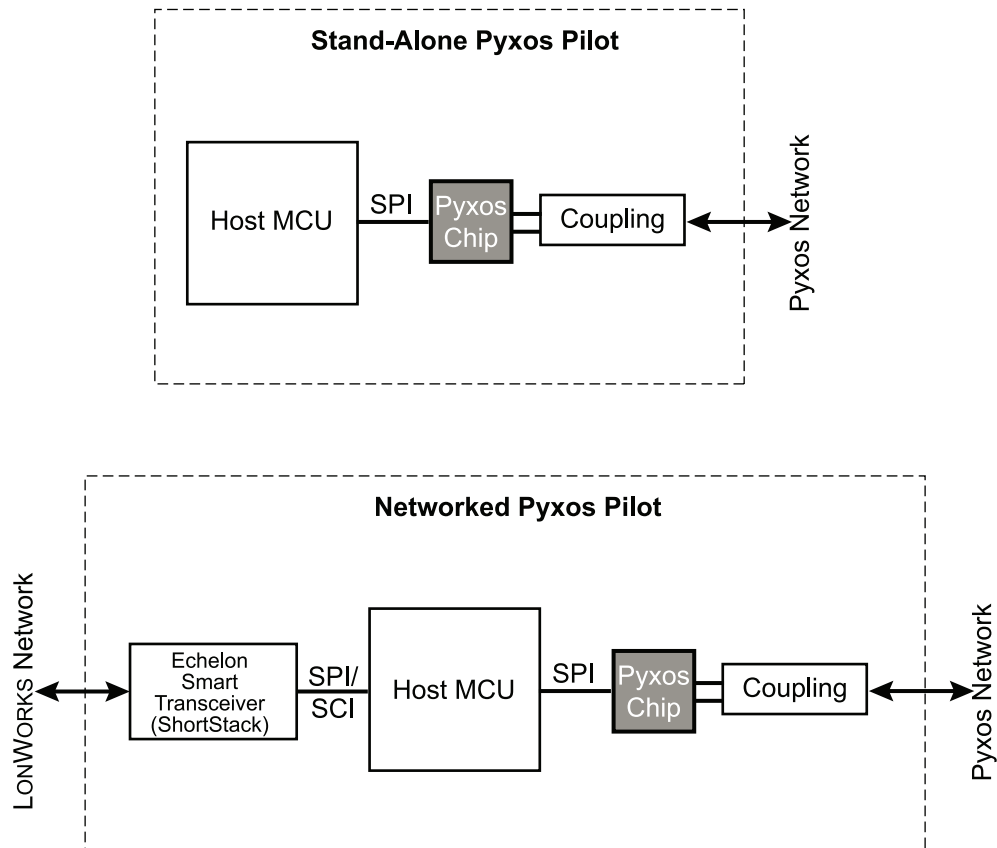 Stand-Alone Pyxos Pilot
Host MCU
SPI
Pyxos
Chip
Coupling
Pyxos Network
Networked Pyxos Pilot
LONWORKS Network
Echelon
Smart
Transceiver
(ShortStack)
SPI/
SCI
Host MCU
SPI
Pyxos
Chip
Coupling
Pyxos Network